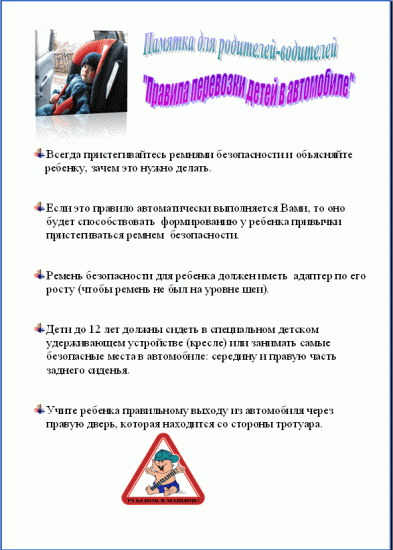 Памятка для родителей-водителей
"Правила перевозки детей в автомобиле"
Всегда пристегивайтесь ремнями безопасности и объясняйте
ребенку, зачем это нужно делать.
Если это правило автоматически выполняется Вами, то оно
будет способствовать формированию у ребенка привычки
пристегиваться ремнем безопасности.
Ремень безопасности для ребенка должен иметь адаптер по его
росту (чтобы ремень не был на уровне шеи).
Дети до 12 лет должны сидеть в специальном детском
удерживающем устройстве (кресле) или занимать самые
безопасные места в автомобиле: середину и правую часть
заднего сиденья.
Учите ребенка правильному выходу из автомобиля через
правую дверь, которая находится со стороны тротуара.
РЕБЕНОК В МАШИНЕ!